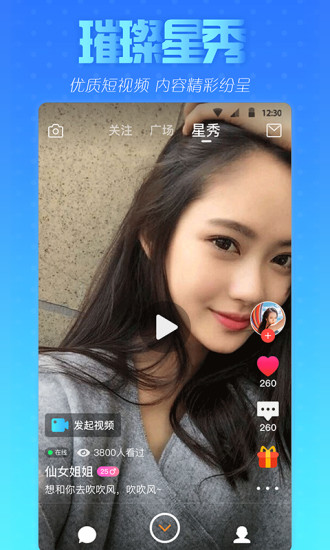 璀璨星秀
优质短视频 内容精彩纷呈
12:30
关注 · 广场 · 星秀
260
260
发起视频
在线 3800人看过
仙女姐姐 25
想和你去吹吹风，吹吹风~